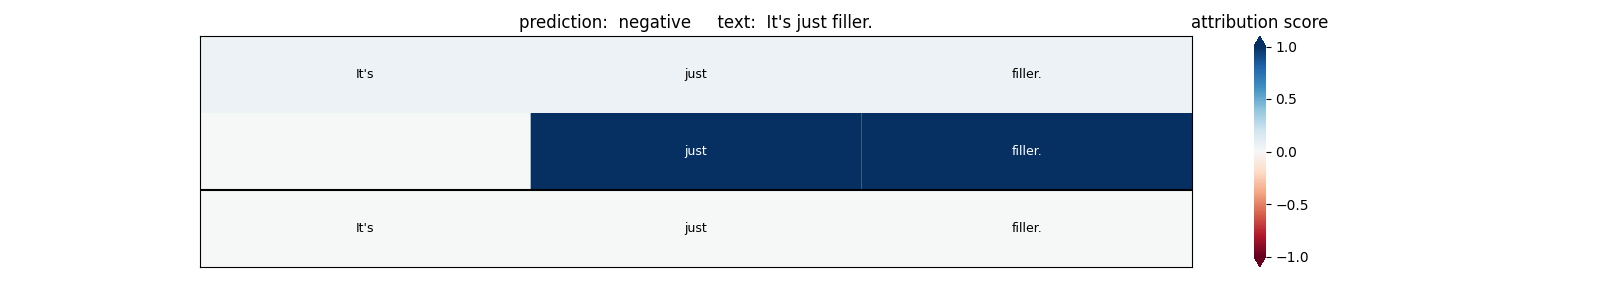 prediction:  negative     text:  It's just filler.
attribution score
It's just filler.
just filler.
It's just filler.
1.0
0.5
0.0
−0.5
−1.0